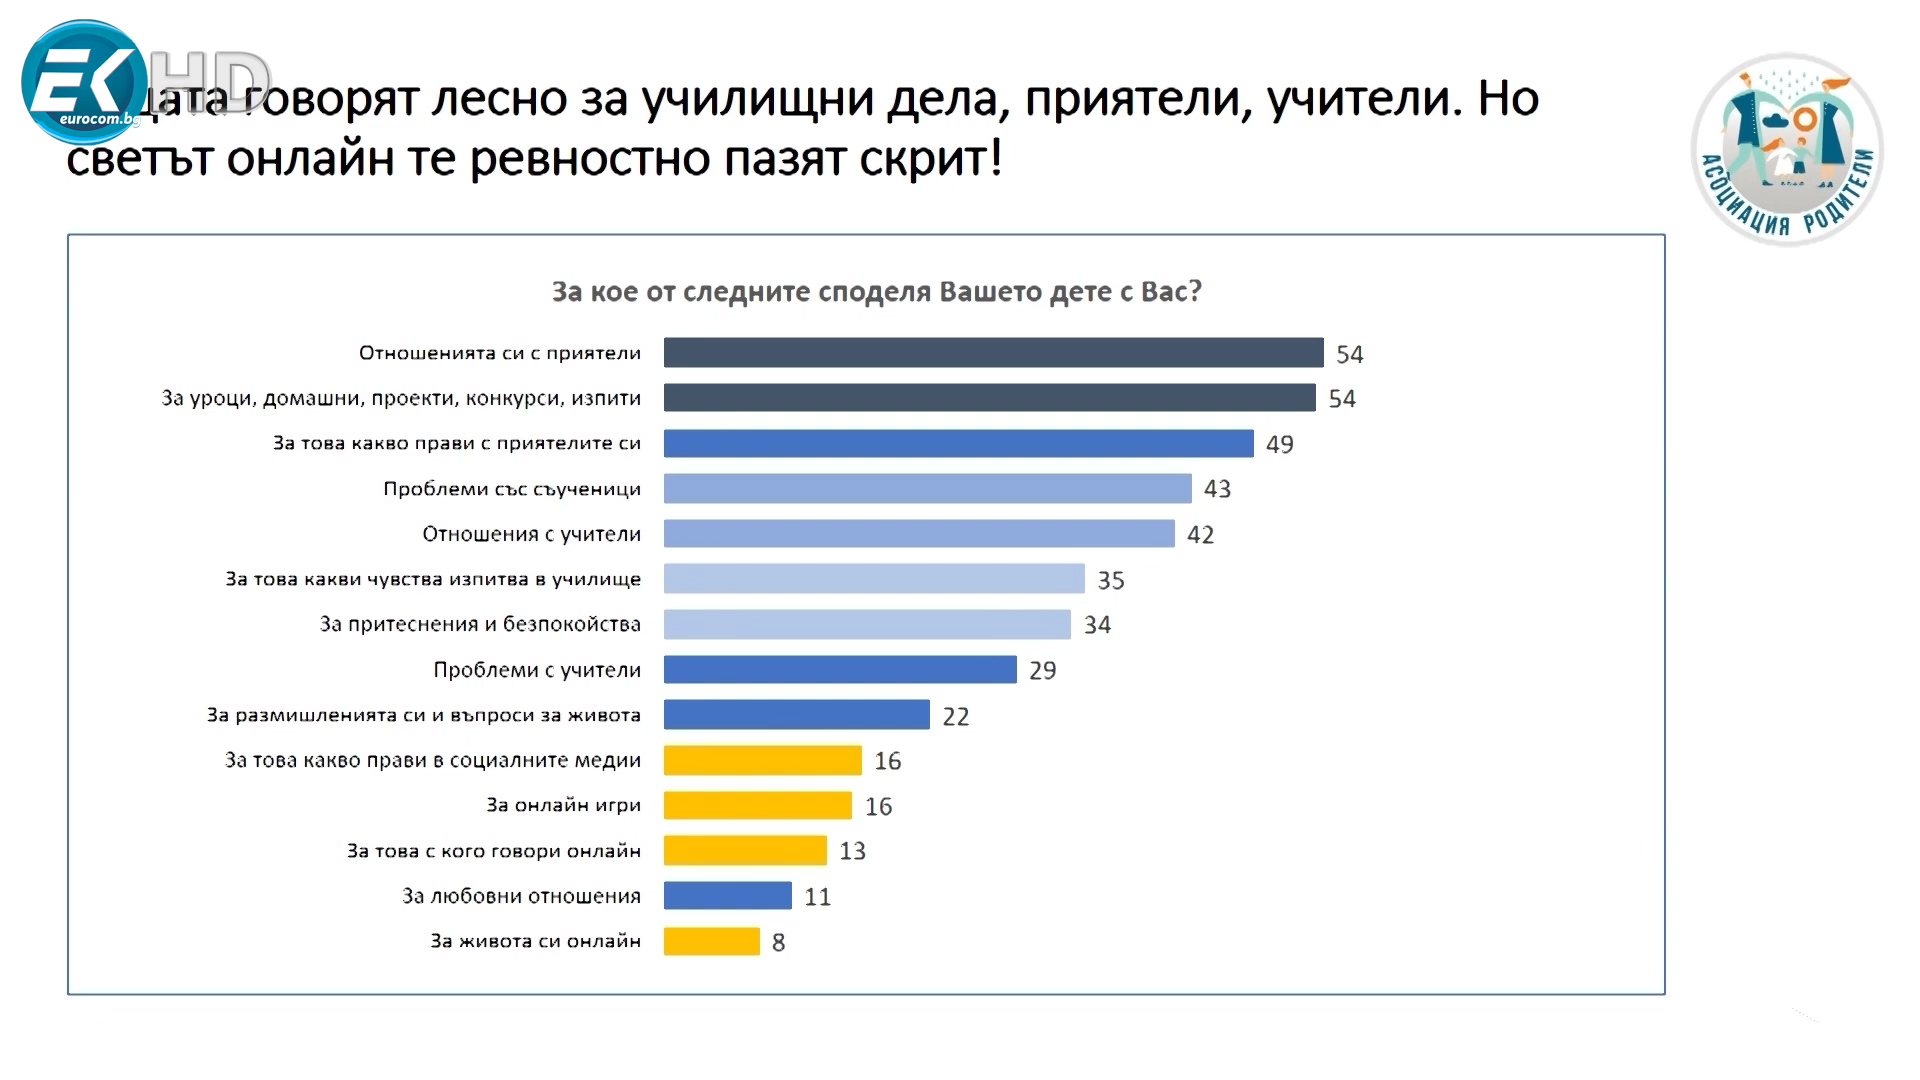 EK HD
eurocom.bg
говорят лесно за училищни дела, приятели, учители. Но
светът онлайн те ревностно пазят скрит!
АСОЦИАЦИЯ РОДИТЕЛИ
За кое от следните споделя Вашето дете с Вас?
Отношенията си с приятели 54
За уроци, домашни, проекти, конкурси, изпити 54
За това какво прави с приятелите си 49
Проблеми със съученици 43
Отношения с учители 42
За това какви чувства изпитва в училище 35
За притеснения и безпокойства 34
Проблеми с учители 29
За размишленията си и въпроси за живота 22
За това какво прави в социалните медии 16
За онлайн игри 16
За това с кого говори онлайн 13
За любовни отношения 11
За живота си онлайн 8